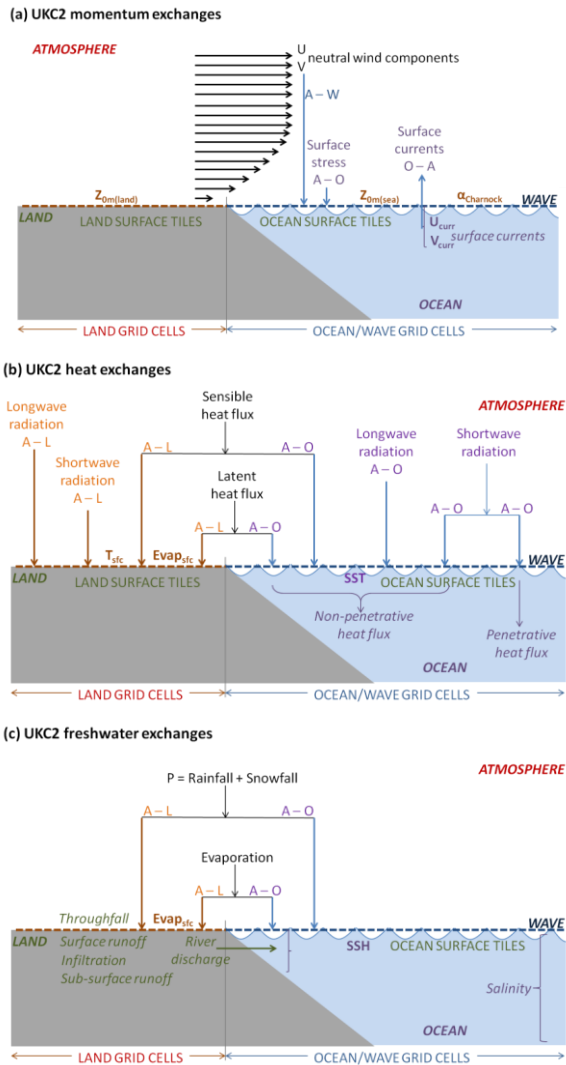 (a) UKC2 momentum exchanges
ATMOSPHERE
U
V
neutral wind components
A – W
Surface
stress
A – O
Surface
currents
O – A
Z0m(land)
Z0m(sea)
αCharnock
WAVE
LAND
LAND SURFACE TILES
OCEAN SURFACE TILES
Ucurr
Vcurr
surface currents
OCEAN
LAND GRID CELLS
OCEAN/WAVE GRID CELLS
(b) UKC2 heat exchanges
ATMOSPHERE
Longwave
radiation
A – L
Shortwave
radiation
A – L
Sensible
heat flux
A – L
A – O
Latent
heat flux
A – L
A – O
Longwave
radiation
A – O
Shortwave
radiation
A – O
A – O
Tsfc
Evapsfc
WAVE
LAND
LAND SURFACE TILES
SST
OCEAN SURFACE TILES
Non-penetrative
heat flux
Penetrative
heat flux
OCEAN
LAND GRID CELLS
OCEAN/WAVE GRID CELLS
(c) UKC2 freshwater exchanges
ATMOSPHERE
P = Rainfall + Snowfall
A – L
A – O
Evaporation
A – L
A – O
Throughfall
Evapsfc
WAVE
LAND
Surface runoff
Infiltration
Sub-surface runoff
River
discharge
SSH
OCEAN SURFACE TILES
Salinity
OCEAN
LAND GRID CELLS
OCEAN/WAVE GRID CELLS